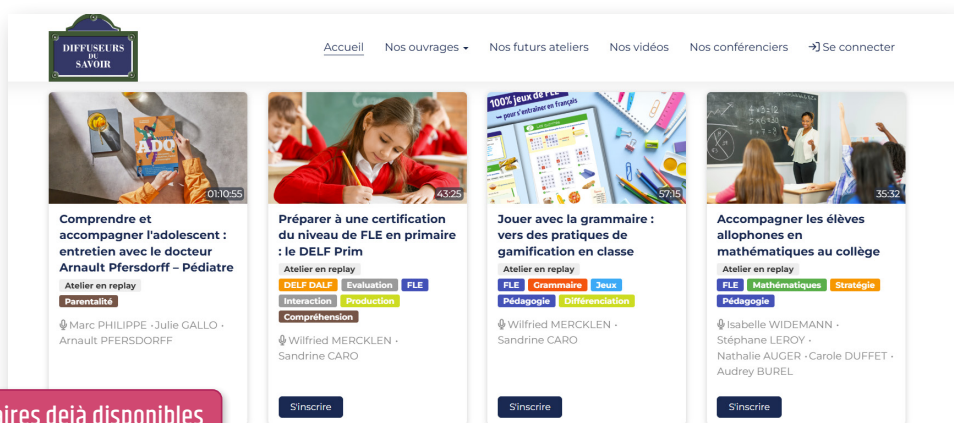 DIFFUSEURS
DU
SAVOIR
Accueil
Nos ouvrages
Nos futurs ateliers
Nos vidéos
Nos conférenciers
Se connecter
ADO
01:10:55
43:25
100% jeux de FLE
pour s'entraîner en français
57:15
4+3=12
35:32
Comprendre et
accompagner l'adolescent :
entretien avec le docteur
Arnault Pfersdorff – Pédiatre
Atelier en replay
Parentalité
Marc PHILIPPE · Julie GALLO ·
Arnault PFERSDORFF
Préparer à une certification
du niveau de FLE en primaire
: le DELF Prim
Atelier en replay
DELF DALF Evaluation FLE
Interaction Production
Compréhension
Wilfried MERCKLEN ·
Sandrine CARO
S'inscrire
Jouer avec la grammaire :
vers des pratiques de
gamification en classe
Atelier en replay
FLE Grammaire Jeux
Pédagogie Différenciation
Wilfried MERCKLEN ·
Sandrine CARO
S'inscrire
Accompagner les élèves
allophones en
mathématiques au collège
Atelier en replay
FLE Mathématiques Stratégie
Pédagogie
Isabelle WIDEMANN ·
Stéphane LEROY ·
Nathalie AUGER · Carole DUFFET ·
Audrey BUREL
S'inscrire
aires dejà disponibles